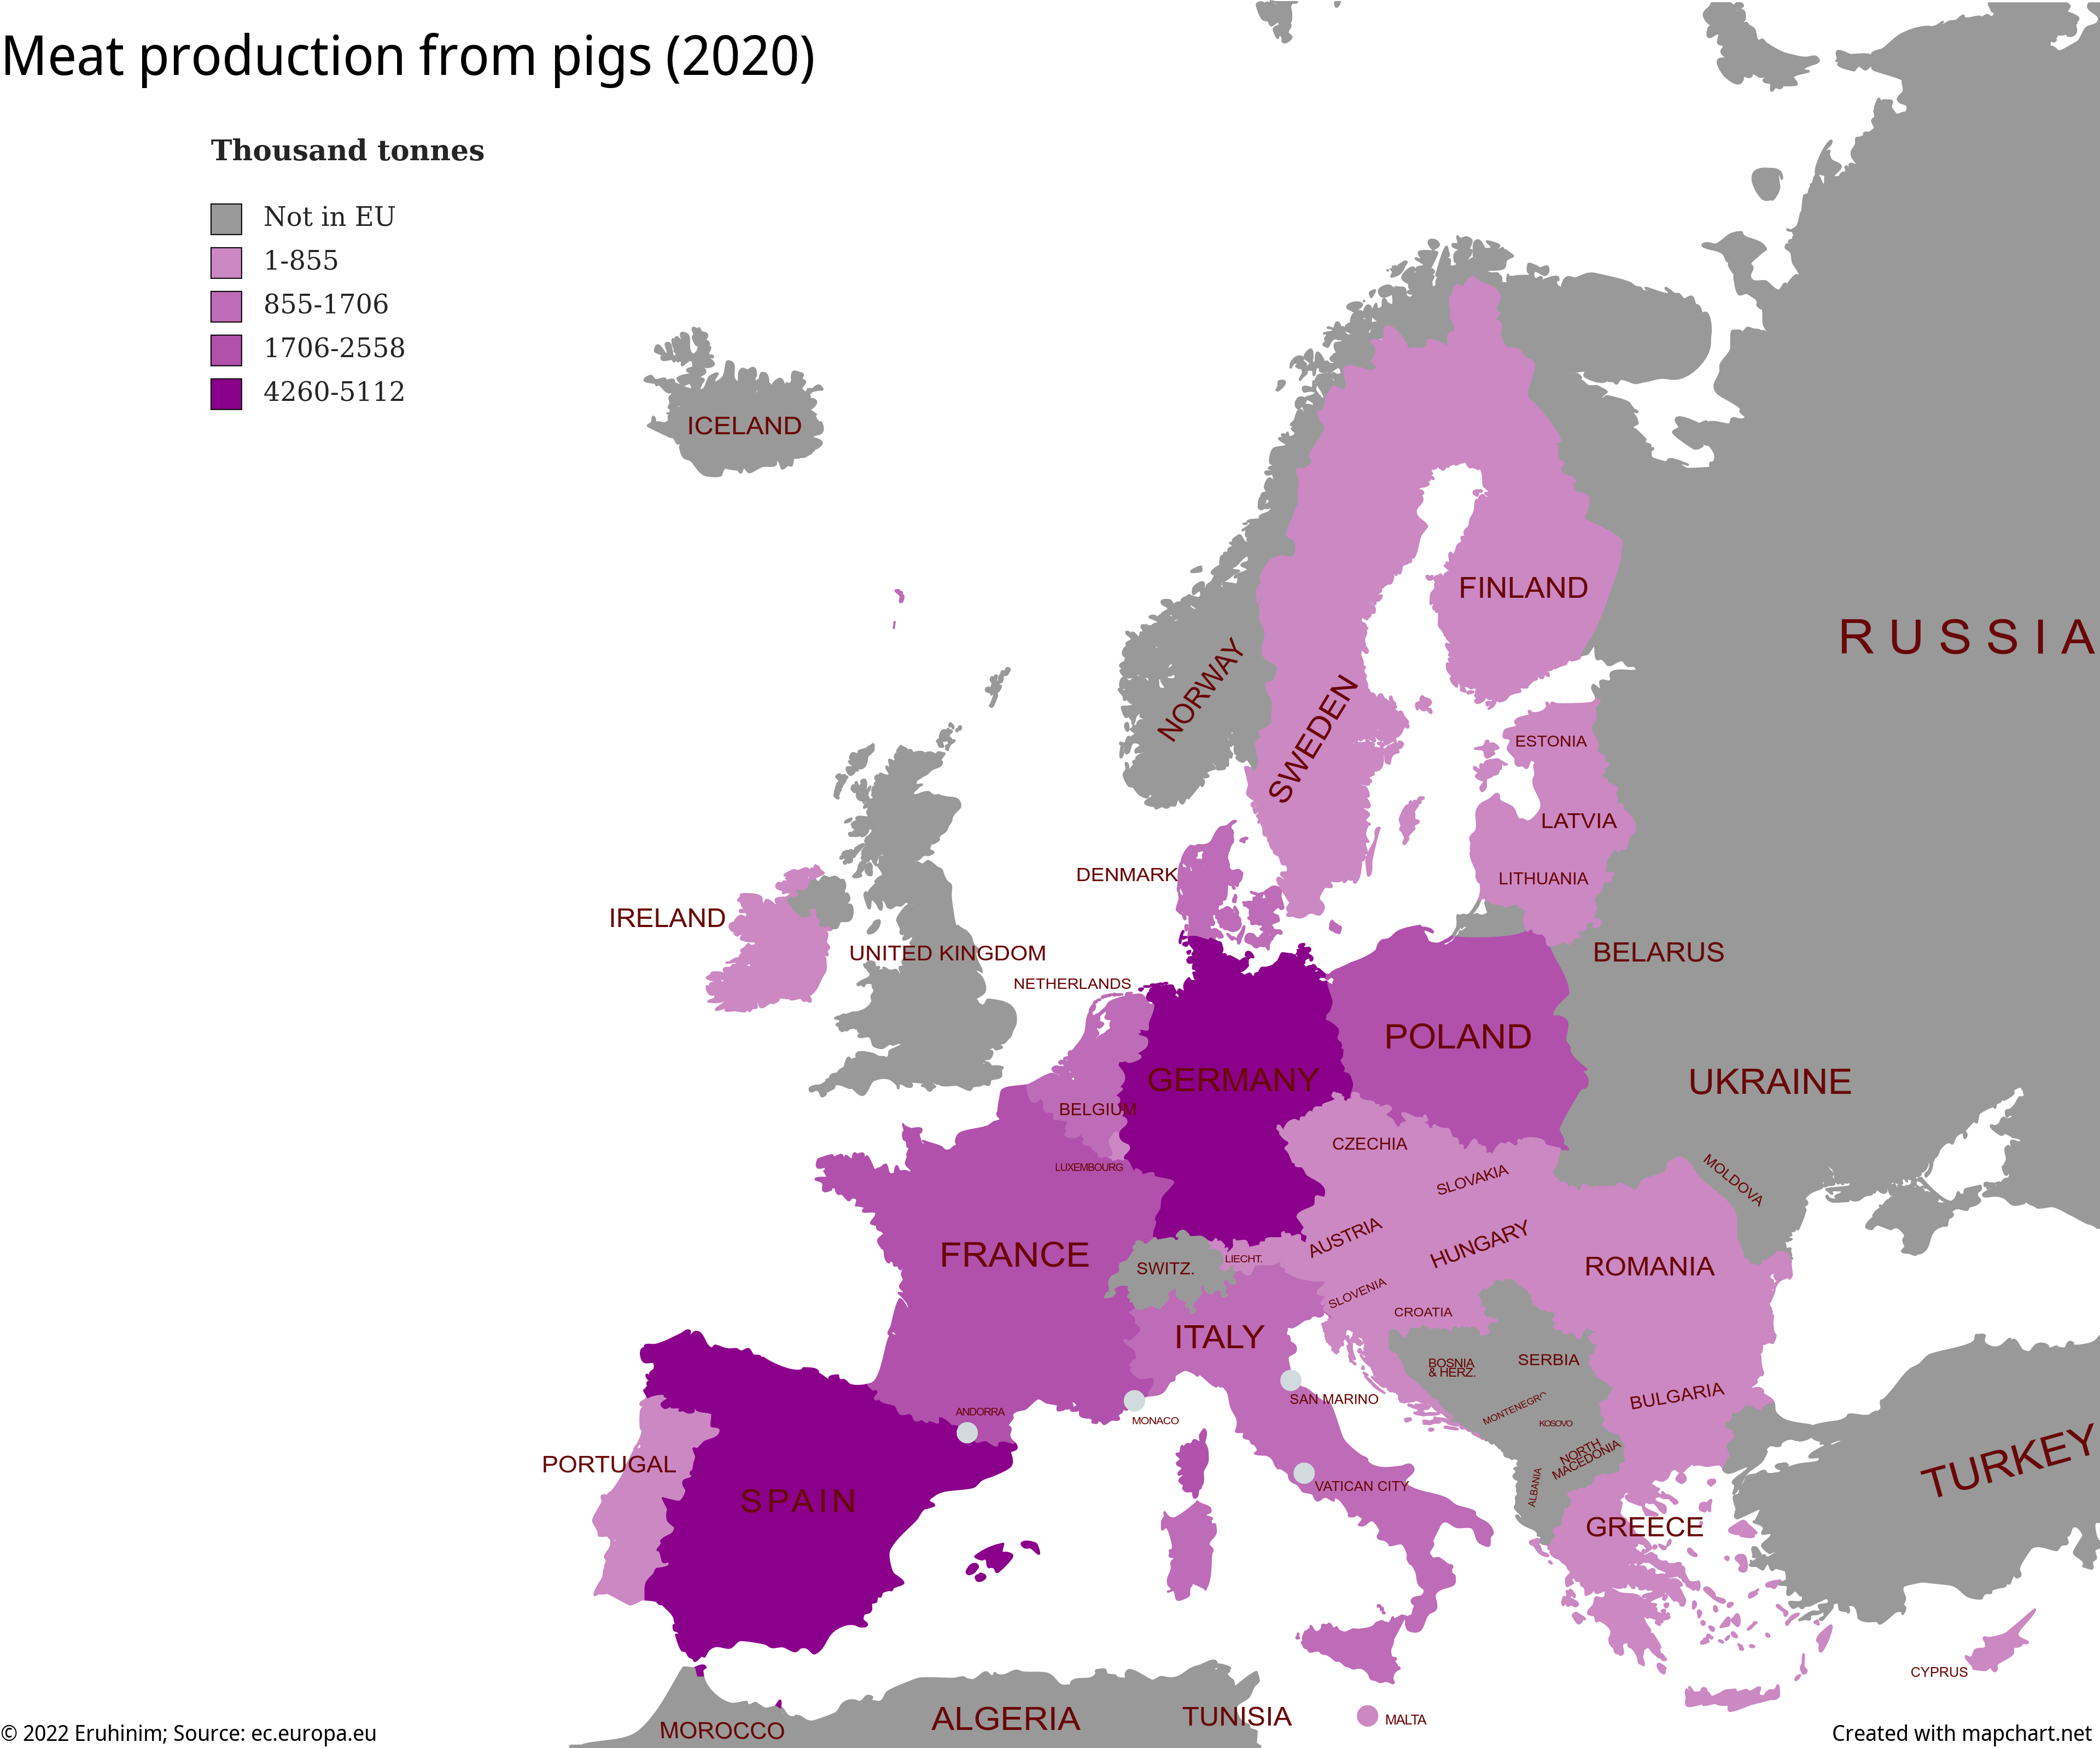 Meat production from pigs (2020)
Thousand tonnes
Not in EU
1-855
855-1706
1706-2558
4260-5112
ICELAND
FINLAND
RUSSIA
NORWAY
SWEDEN
ESTONIA
LATVIA
DENMARK
LITHUANIA
IRELAND
UNITED KINGDOM
BELARUS
NETHERLANDS
POLAND
GERMANY
UKRAINE
BELGIUM
CZECHIA
LUXEMBOURG
SLOVAKIA
MOLDOVA
AUSTRIA
HUNGARY
FRANCE
LIECHT.
SWITZ.
ROMANIA
SLOVENIA
CROATIA
ITALY
BOSNIA
& HERZ.
SERBIA
SAN MARINO
BULGARIA
MONTENEGRO
ANDORRA
MONACO
KOSOVO
NORTH
MACEDONIA
PORTUGAL
TURKEY
VATICAN CITY
ALBANIA
SPAIN
GREECE
CYPRUS
ALGERIA
TUNISIA
MALTA
MOROCCO
© 2022 Eruhinim; Source: ec.europa.eu
Created with mapchart.net